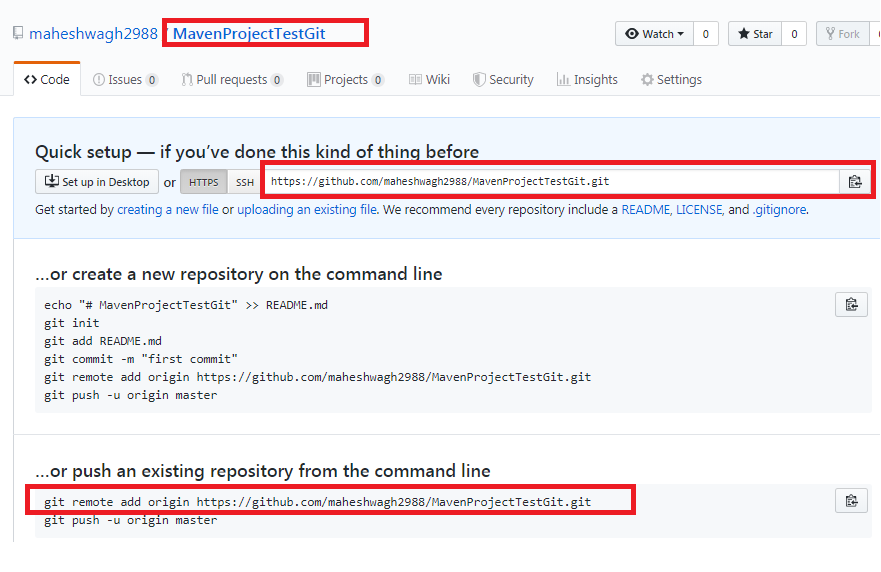 maheshwagh2988 MavenProjectTestGit Watch 0 Star 0 Fork
Code Issues 0 Pull requests 0 Projects 0 Wiki Security Insights Settings
Quick setup — if you've done this kind of thing before
Set up in Desktop or HTTPS SSH https://github.com/maheshwagh2988/MavenProjectTestGit.git
Get started by creating a new file or uploading an existing file. We recommend every repository include a README, LICENSE, and .gitignore.
...or create a new repository on the command line
echo "# MavenProjectTestGit" >> README.md
git init
git add README.md
git commit -m "first commit"
git remote add origin https://github.com/maheshwagh2988/MavenProjectTestGit.git
git push -u origin master
...or push an existing repository from the command line
git remote add origin https://github.com/maheshwagh2988/MavenProjectTestGit.git
git push -u origin master